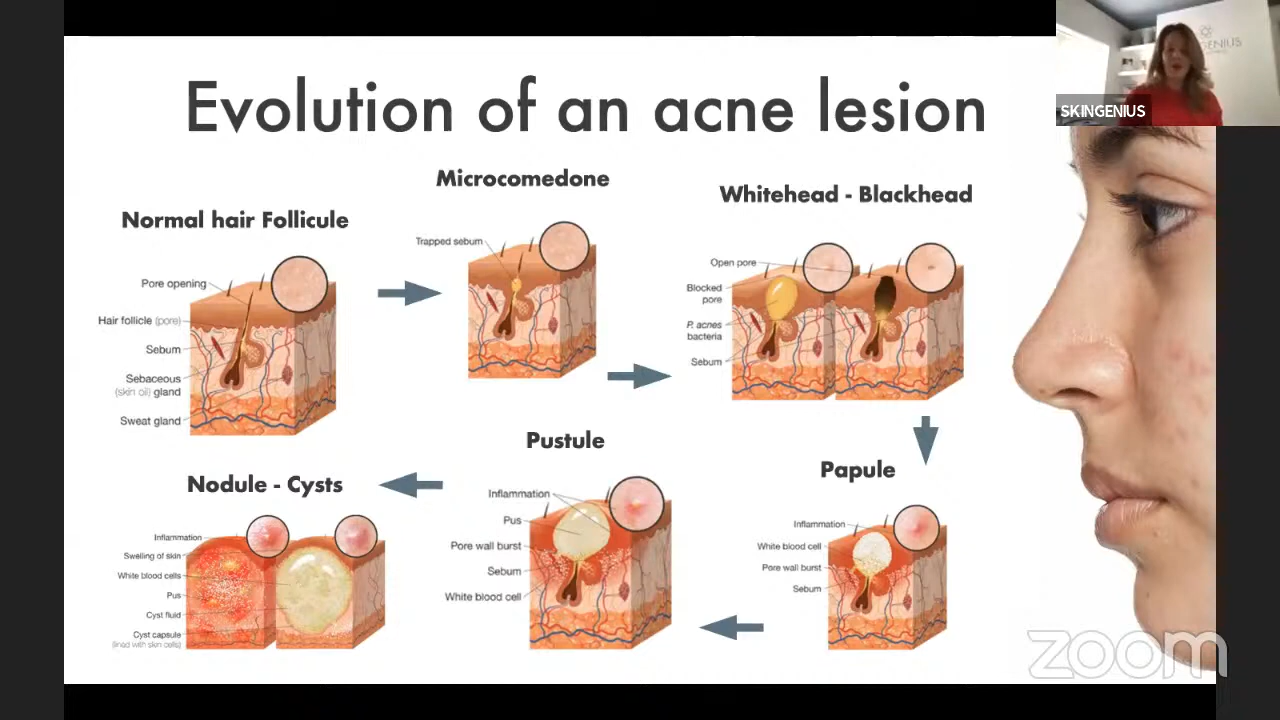 Evolution of an acne lesion
SKINGENIUS
Normal hair Follicule
Pore opening
Hair follicle (pore)
Sebum
Sebaceous
(skin oil) gland
Sweat gland
Microcomedone
Trapped sebum
Whitehead - Blackhead
Open pore
Blocked
pore
P. acnes
bacteria
Sebum
Papule
Inflammation
White blood cell
Pore wall burst
Sebum
Pustule
Inflammation
Pus
Pore wall burst
Sebum
White blood cell
Nodule - Cysts
Inflammation
Swelling of skin
White blood cells
Pus
Cyst fluid
Cyst capsule
(lined with skin cells)
zoom